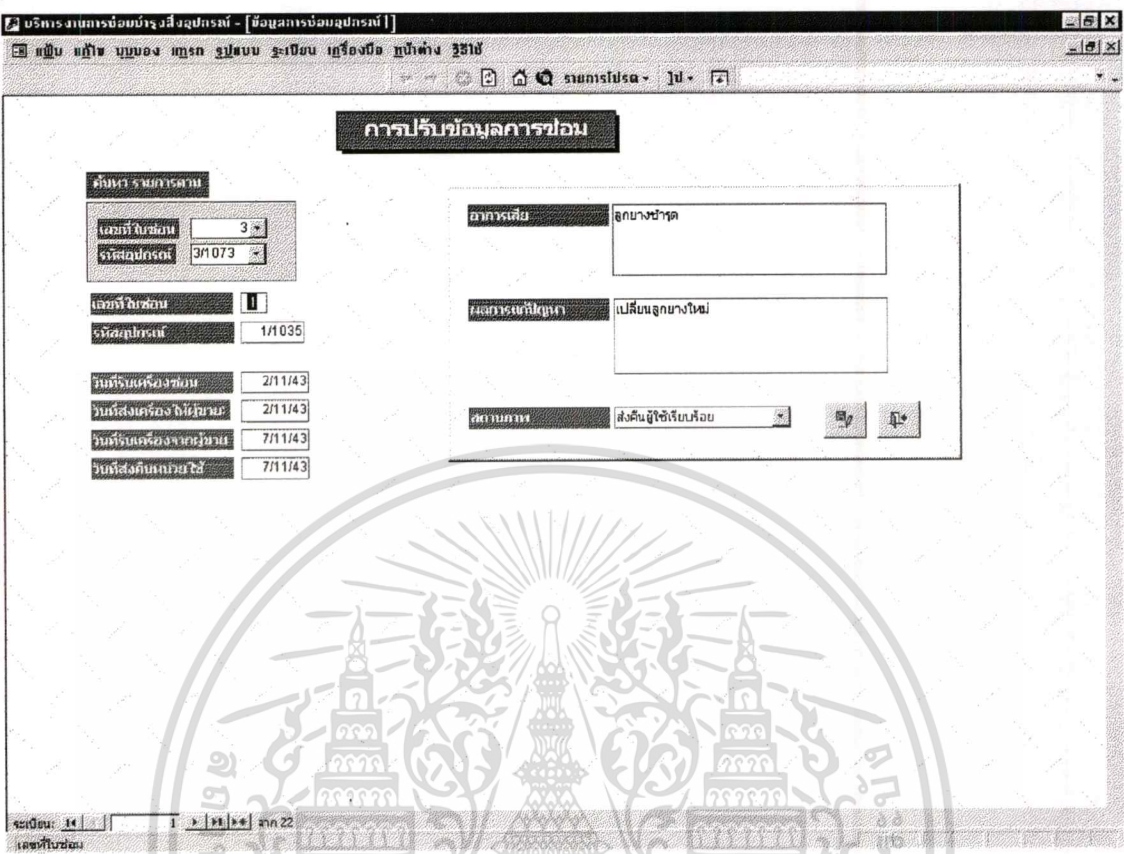 บริหารงานการซ่อมบำรุงสิ่งอุปกรณ์ - [ข้อมูลการซ่อมอุปกรณ์1]
แฟ้ม แก้ไข มุมมอง แทรก รูปแบบ ระเบียน เครื่องมือ หน้าต่าง วิธีใช้
รายการโปรด ไป
การปรับข้อมูลการซ่อม
ค้นหา รายการตาม
เลขที่ใบซ่อม 3
รหัสอุปกรณ์ 3/1073
เลขที่ใบซ่อม 1
รหัสอุปกรณ์ 1/1035
วันที่รับเครื่องซ่อม 2/11/43
วันที่ส่งเครื่องให้ผู้ขาย 2/11/43
วันที่รับเครื่องจากผู้ขาย 7/11/43
วันที่ส่งคืนหน่วยใช้ 7/11/43
อาการเสีย ลูกยางชำรุด
ผลการแก้ปัญหา เปลี่ยนลูกยางใหม่
สถานภาพ ส่งคืนผู้ใช้เรียบร้อย
ระเบียน: 1 จาก 22
เลขที่ใบซ่อม